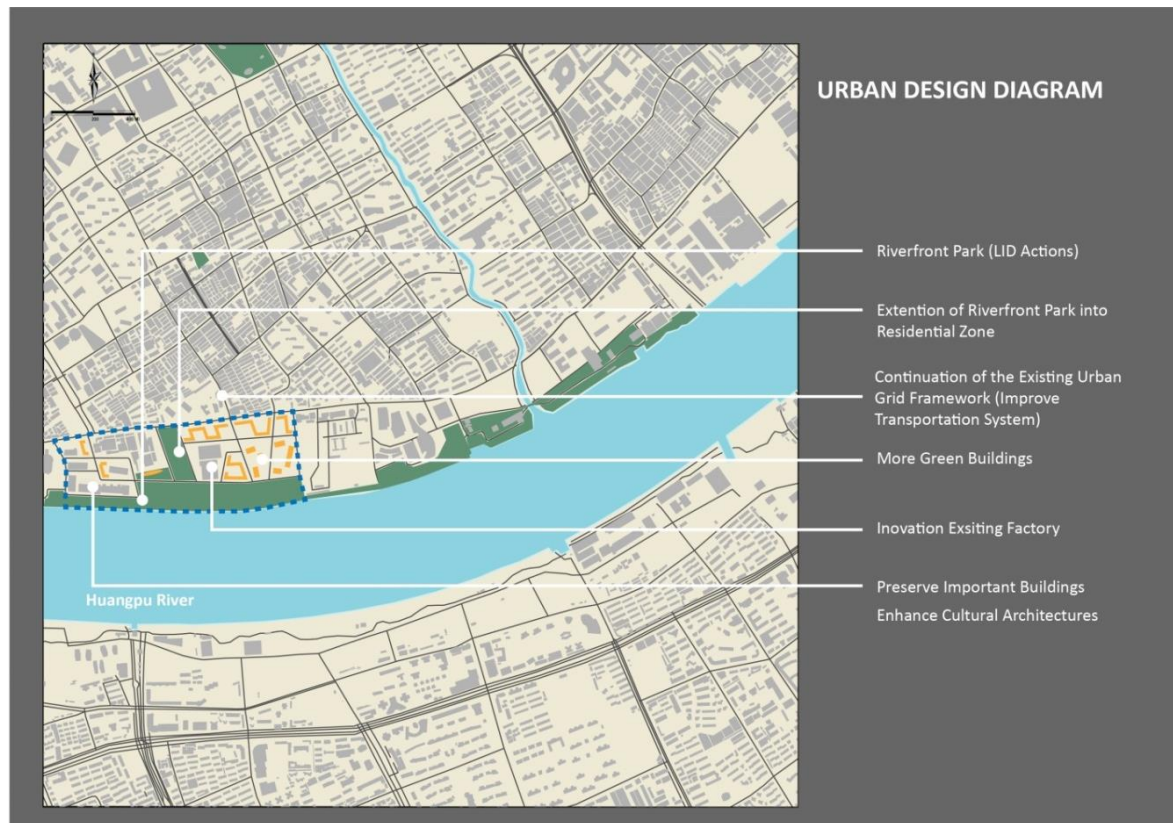 URBAN DESIGN DIAGRAM
Riverfront Park (LID Actions)
Extention of Riverfront Park into
Residential Zone
Continuation of the Existing Urban
Grid Framework (Improve
Transportation System)
More Green Buildings
Inovation Exsiting Factory
Preserve Important Buildings
Enhance Cultural Architectures
Huangpu River